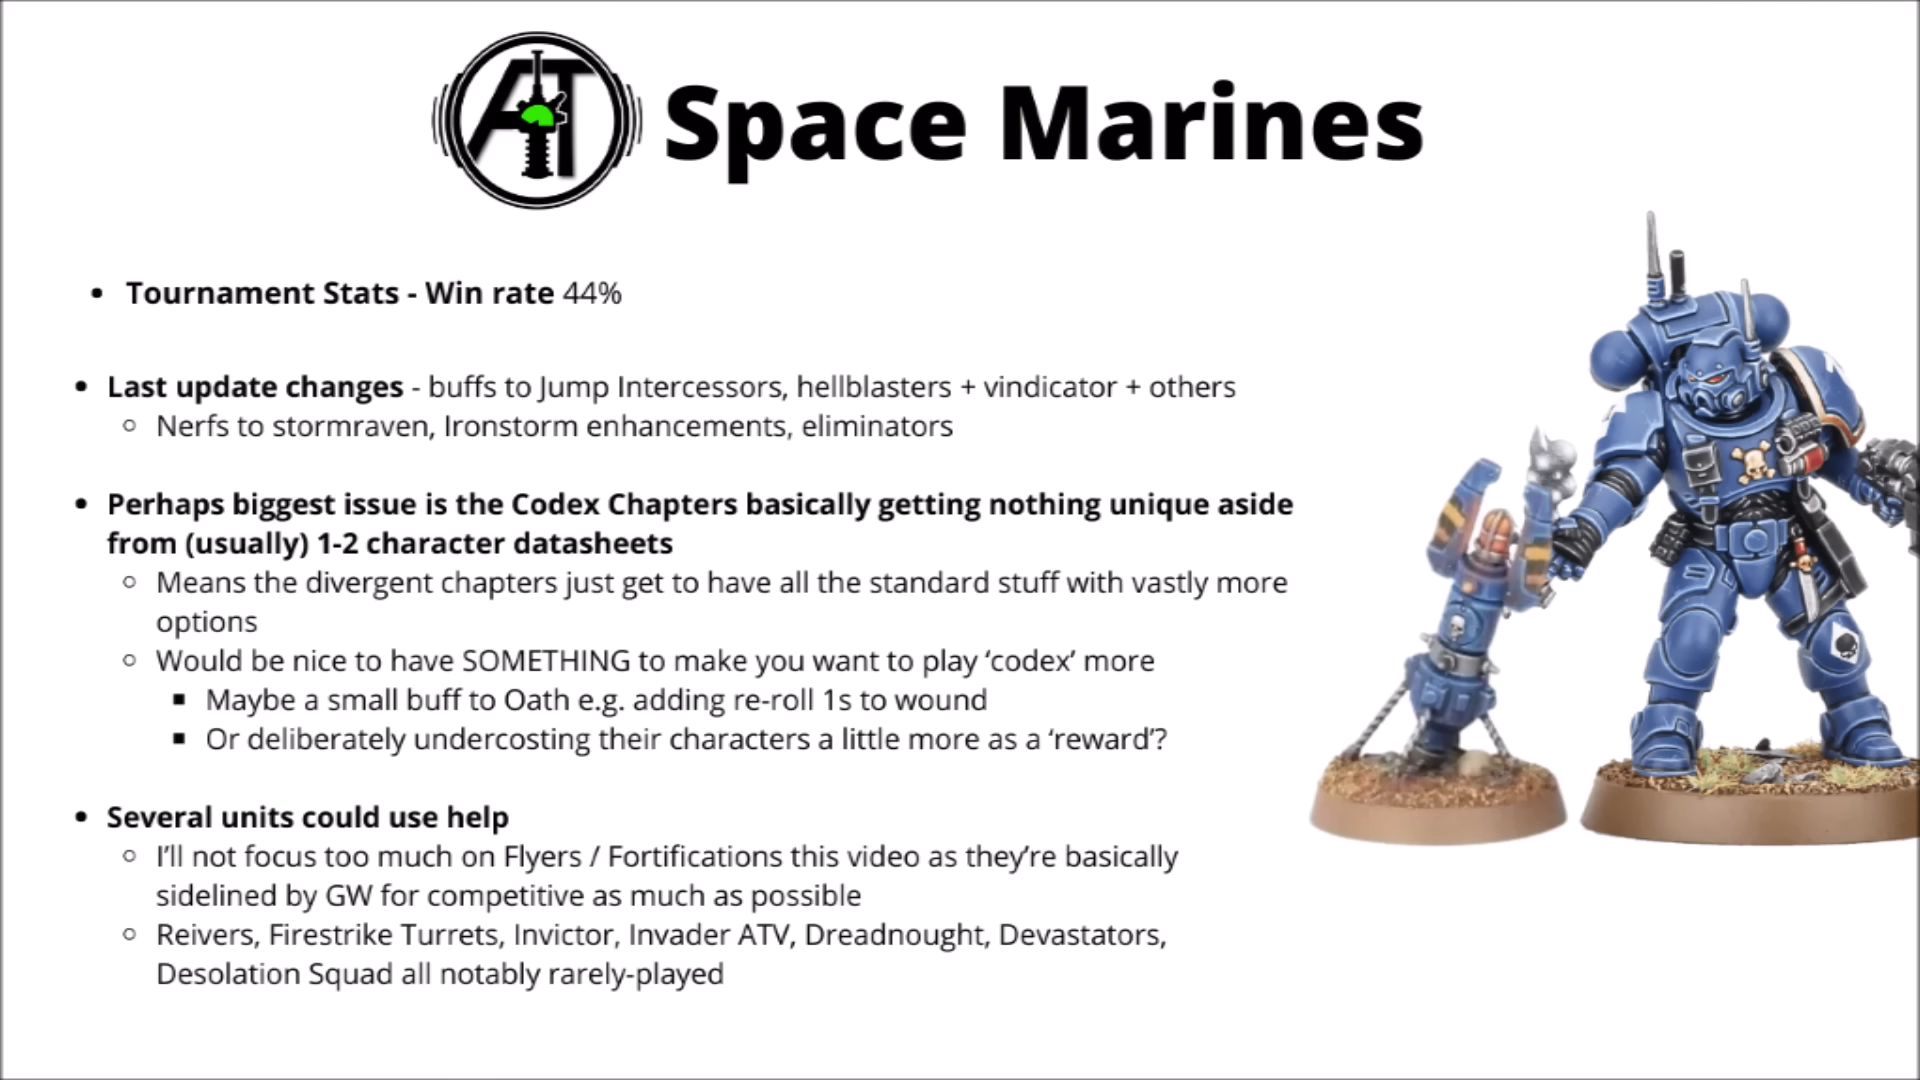 AT
Space Marines
• Tournament Stats - Win rate 44%
• Last update changes - buffs to Jump Intercessors, hellblasters + vindicator + others
○ Nerfs to stormraven, Ironstorm enhancements, eliminators
• Perhaps biggest issue is the Codex Chapters basically getting nothing unique aside
from (usually) 1-2 character datasheets
○ Means the divergent chapters just get to have all the standard stuff with vastly more
options
○ Would be nice to have SOMETHING to make you want to play ‘codex’ more
▪ Maybe a small buff to Oath e.g. adding re-roll 1s to wound
▪ Or deliberately undercosting their characters a little more as a ‘reward’?
• Several units could use help
○ I’ll not focus too much on Flyers / Fortifications this video as they’re basically
sidelined by GW for competitive as much as possible
○ Reivers, Firestrike Turrets, Invictor, Invader ATV, Dreadnought, Devastators,
Desolation Squad all notably rarely-played